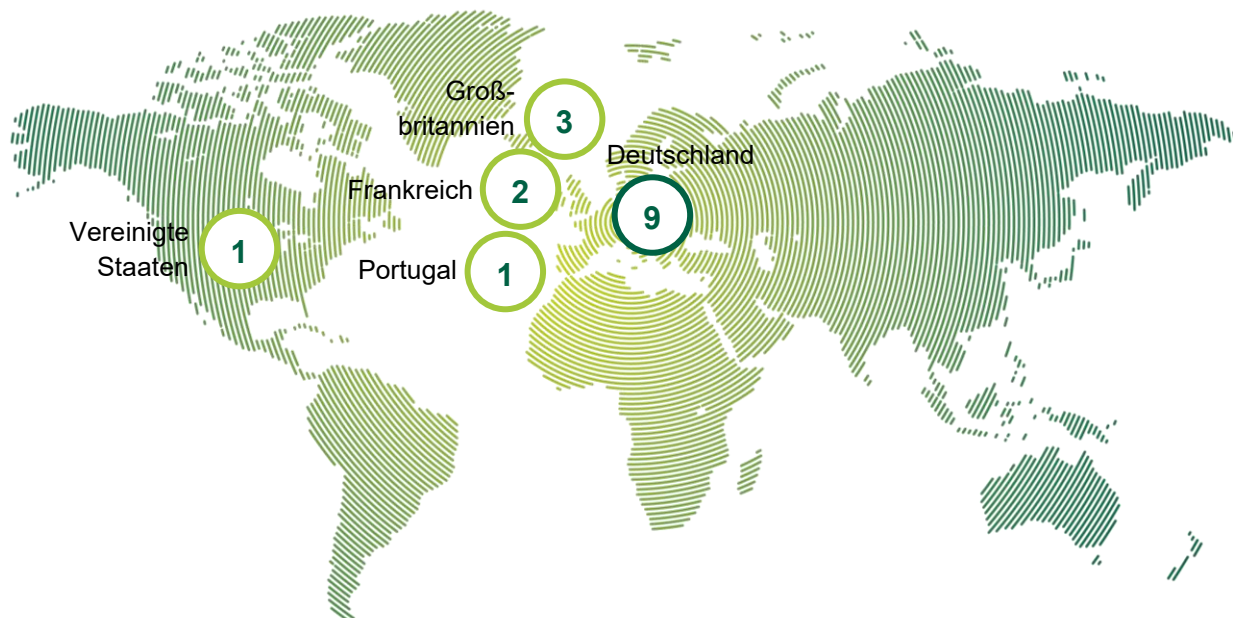 Groß-
britannien
3
Deutschland
Frankreich
2
9
Vereinigte
Staaten
1
Portugal
1